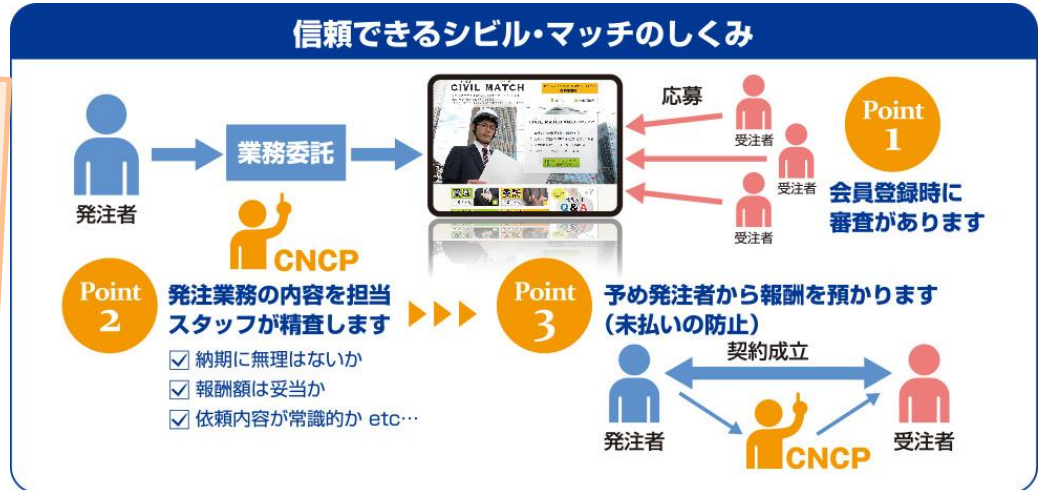 信頼できるシビル・マッチのしくみ
発注者
業務委託
CNCP
CIVIL MATCH
Q&A
応募
受注者
受注者
受注者
Point
1
会員登録時に
審査があります
Point
2
発注業務の内容を担当
スタッフが精査します
納期に無理はないか
報酬額は妥当か
依頼内容が常識的か etc…
Point
3
予め発注者から報酬を預かります
（未払いの防止）
契約成立
発注者
CNCP
受注者